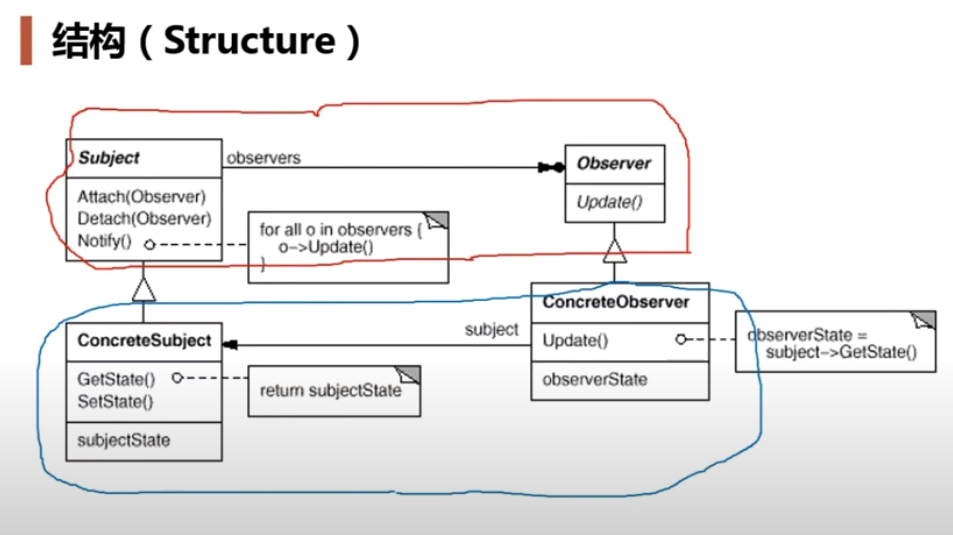 结构（Structure）
Subject
observers
Observer
Attach(Observer)
Detach(Observer)
Notify()
for all o in observers {
o->Update()
}
Update()
ConcreteSubject
subject
ConcreteObserver
GetState()
SetState()
return subjectState
Update()
observerState =
subject->GetState()
observerState
subjectState